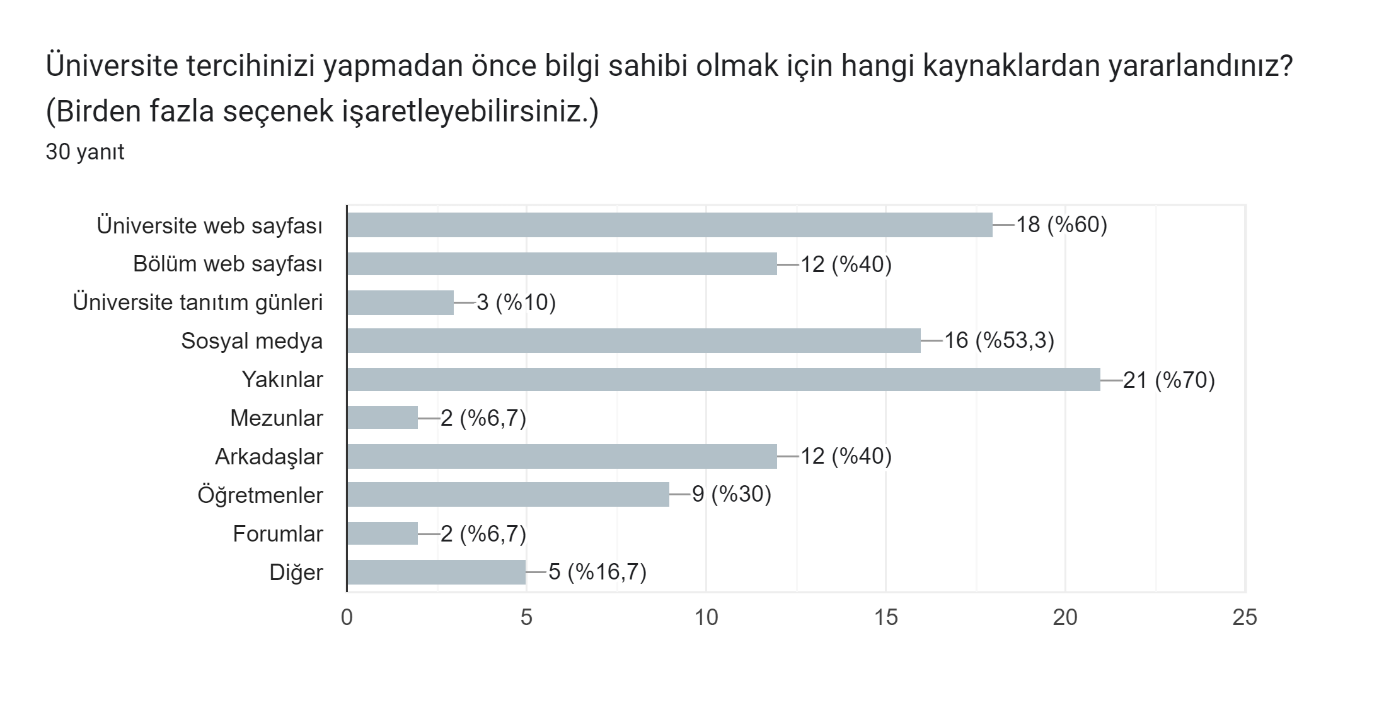 Üniversite tercihinizi yapmadan önce bilgi sahibi olmak için hangi kaynaklardan yararlandınız?
(Birden fazla seçenek işaretleyebilirsiniz.)
30 yanıt
Üniversite web sayfası 18 (%60)
Bölüm web sayfası 12 (%40)
Üniversite tanıtım günleri 3 (%10)
Sosyal medya 16 (%53,3)
Yakınlar 21 (%70)
Mezunlar 2 (%6,7)
Arkadaşlar 12 (%40)
Öğretmenler 9 (%30)
Forumlar 2 (%6,7)
Diğer 5 (%16,7)
0 5 10 15 20 25